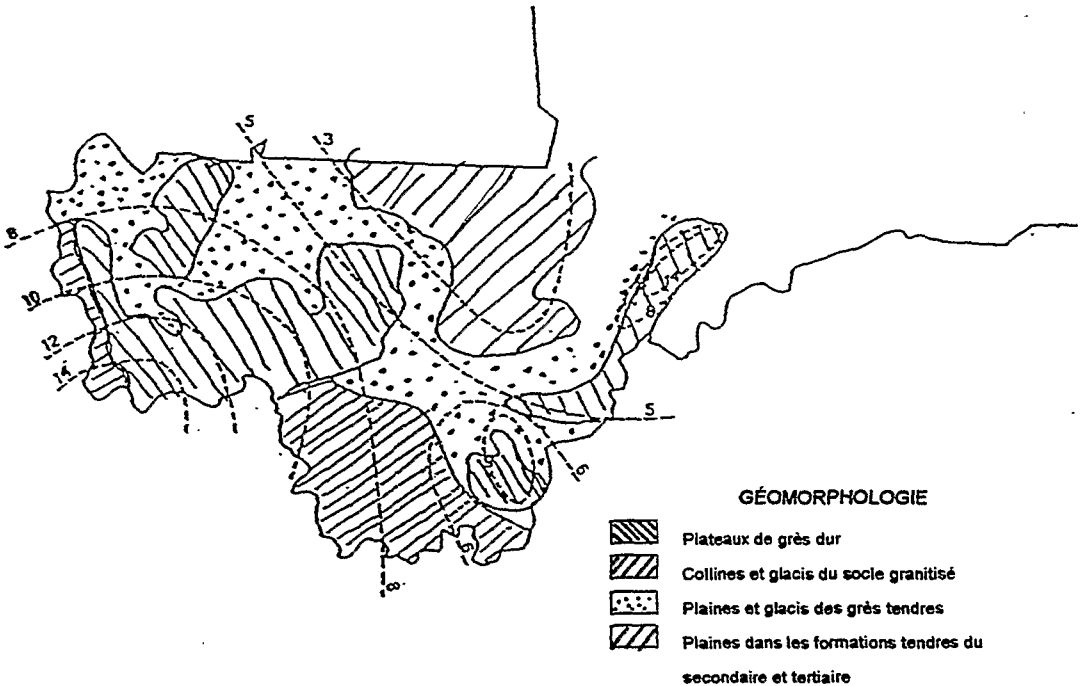 5
3
8
10
12
14
7
8
5
6
6
8
GÉOMORPHOLOGIE
Plateaux de grès dur
Collines et glacis du socle granitisé
Plaines et glacis des grès tendres
Plaines dans les formations tendres du
secondaire et tertiaire